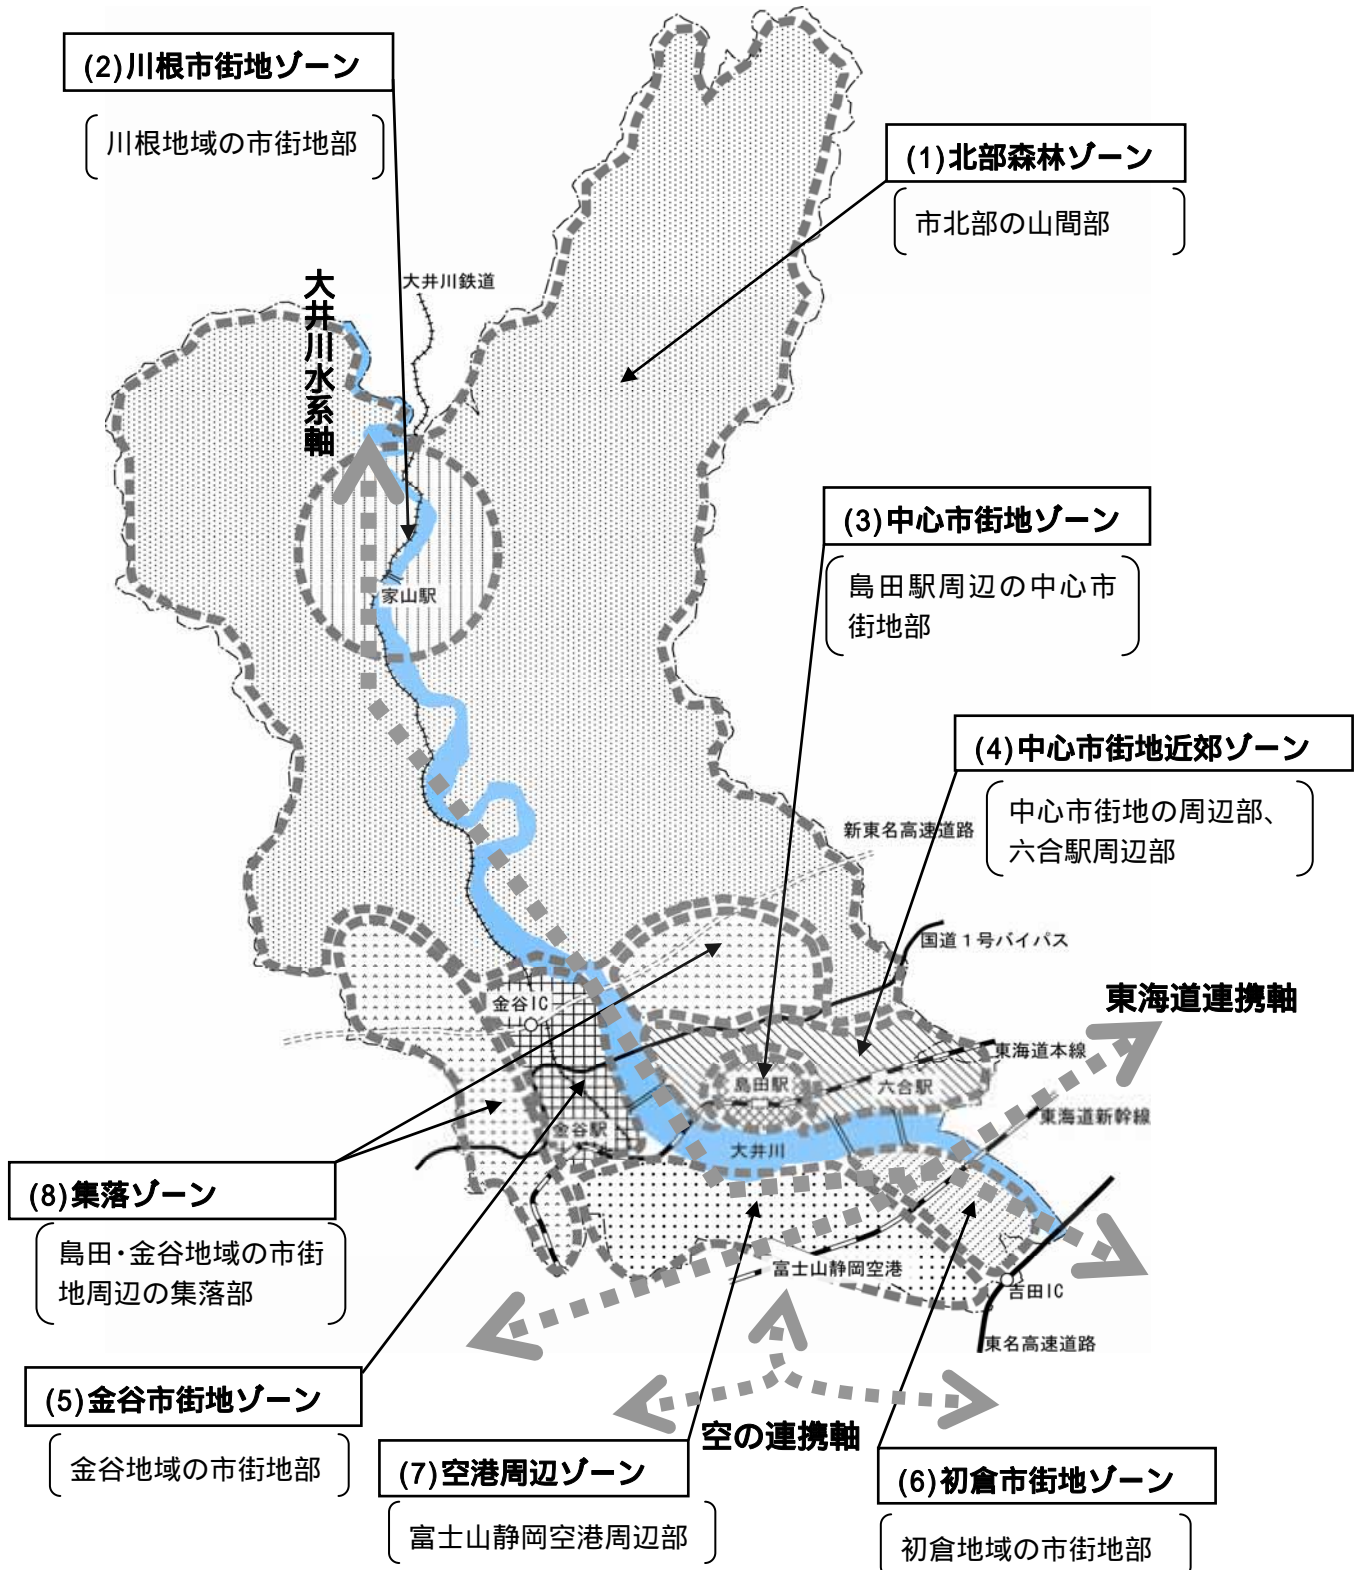 (2)川根市街地ゾーン
川根地域の市街地部
(1)北部森林ゾーン
市北部の山間部
大井川水系軸
大井川鉄道
(3)中心市街地ゾーン
島田駅周辺の中心市
街地部
家山駅
(4)中心市街地近郊ゾーン
中心市街地の周辺部、
六合駅周辺部
新東名高速道路
国道1号バイパス
金谷IC
東海道連携軸
東海道本線
島田駅
六合駅
東海道新幹線
金谷駅
大井川
(8)集落ゾーン
島田・金谷地域の市街
地周辺の集落部
富士山静岡空港
吉田IC
東名高速道路
(5)金谷市街地ゾーン
金谷地域の市街地部
空の連携軸
(7)空港周辺ゾーン
富士山静岡空港周辺部
(6)初倉市街地ゾーン
初倉地域の市街地部